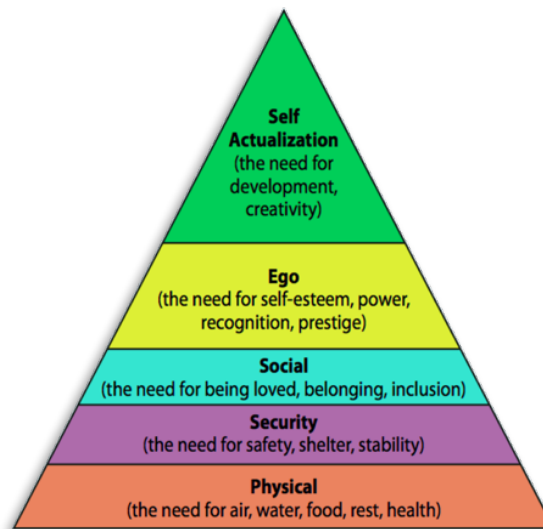 Self
Actualization
(the need for
development,
creativity)
Ego
(the need for self-esteem, power,
recognition, prestige)
Social
(the need for being loved, belonging, inclusion)
Security
(the need for safety, shelter, stability)
Physical
(the need for air, water, food, rest, health)